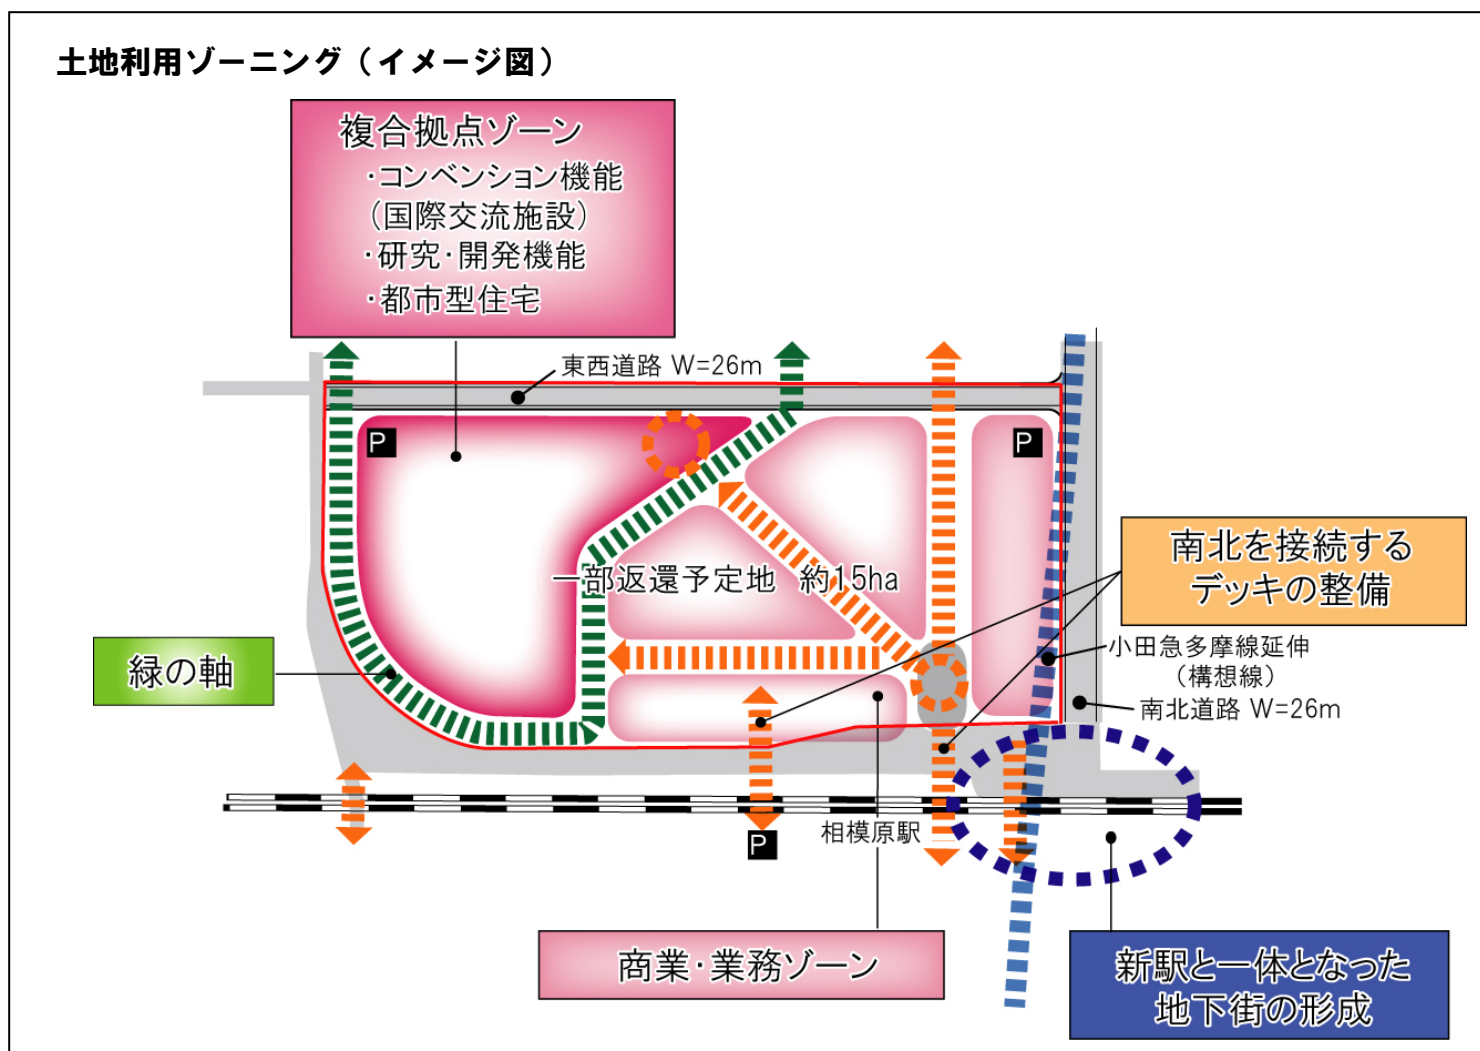 土地利用ゾーニング（イメージ図）
複合拠点ゾーン
・コンベンション機能
（国際交流施設）
・研究・開発機能
・都市型住宅
東西道路 W=26m
P
P
南北を接続する
デッキの整備
一部返還予定地 約15ha
小田急多摩線延伸
（構想線）
緑の軸
南北道路 W=26m
相模原駅
P
商業・業務ゾーン
新駅と一体となった
地下街の形成